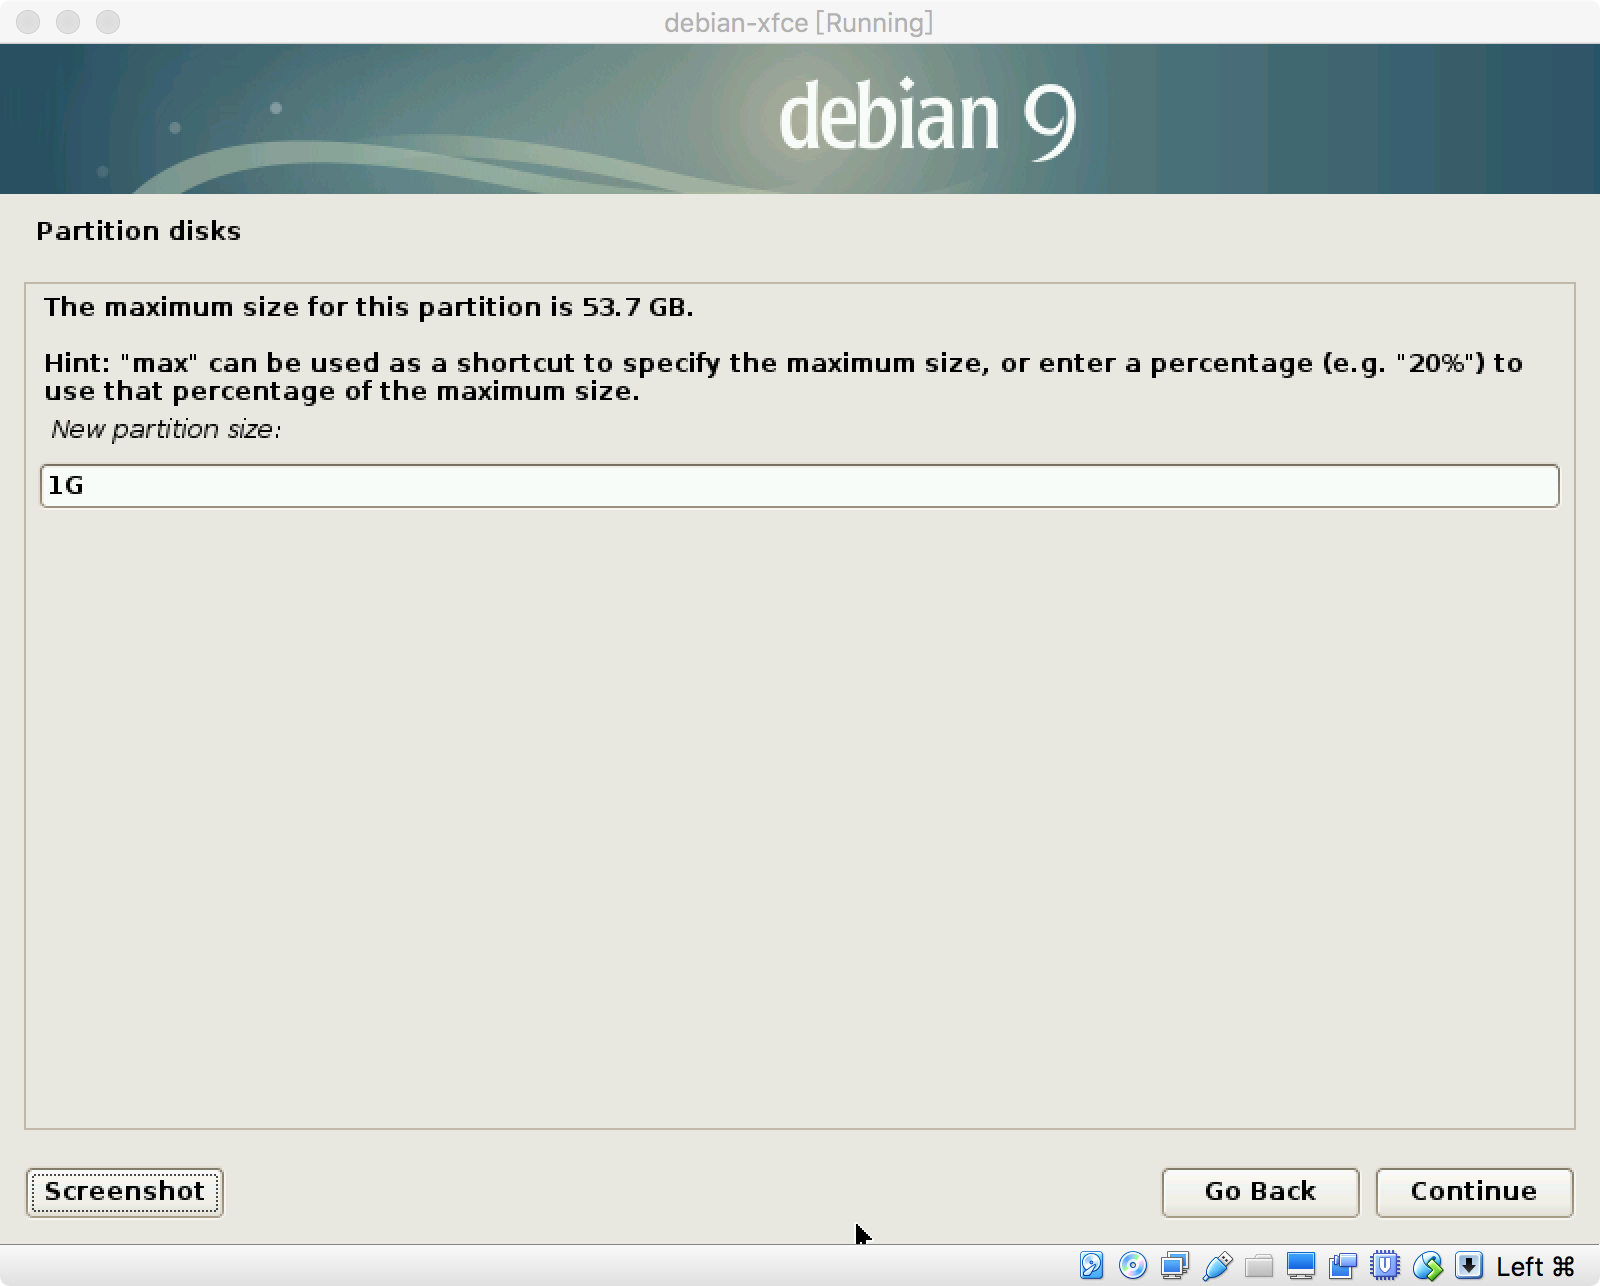 debian-xfce [Running]
debian 9
Partition disks
The maximum size for this partition is 53.7 GB.
Hint: "max" can be used as a shortcut to specify the maximum size, or enter a percentage (e.g. "20%") to
use that percentage of the maximum size.
New partition size:
1G
Screenshot
Go Back
Continue
Left ⌘